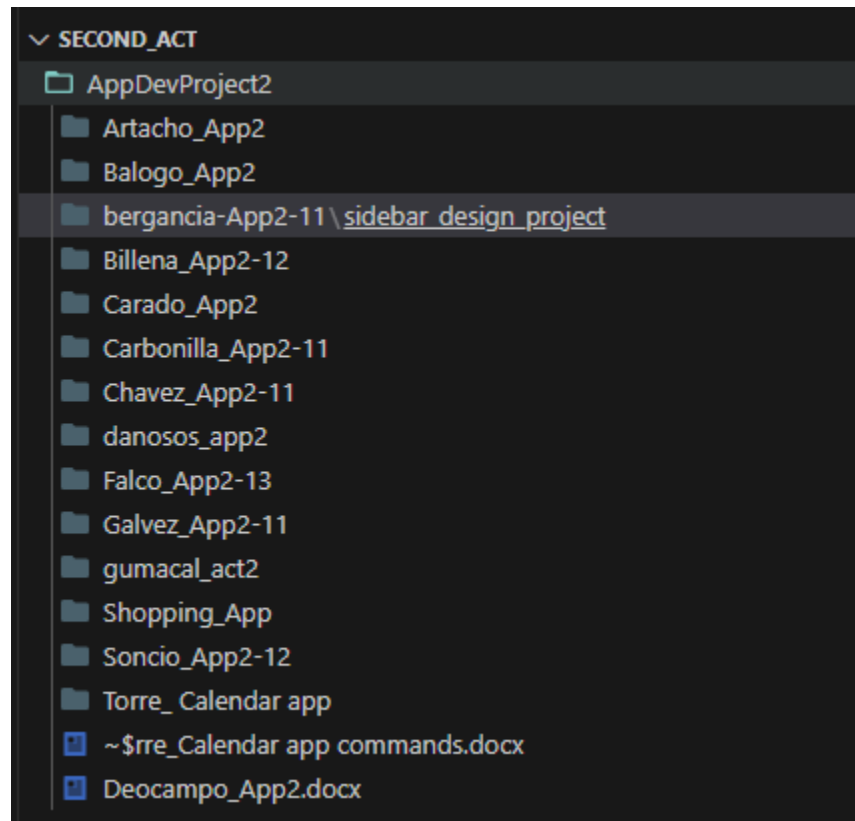 SECOND_ACT
AppDevProject2
Artacho_App2
Balogo_App2
bergancia-App2-11\sidebar_design_project
Billena_App2-12
Carado_App2
Carbonilla_App2-11
Chavez_App2-11
danosos_app2
Falco_App2-13
Galvez_App2-11
gumacal_act2
Shopping_App
Soncio_App2-12
Torre_ Calendar app
~$rre_Calendar app commands.docx
Deocampo_App2.docx